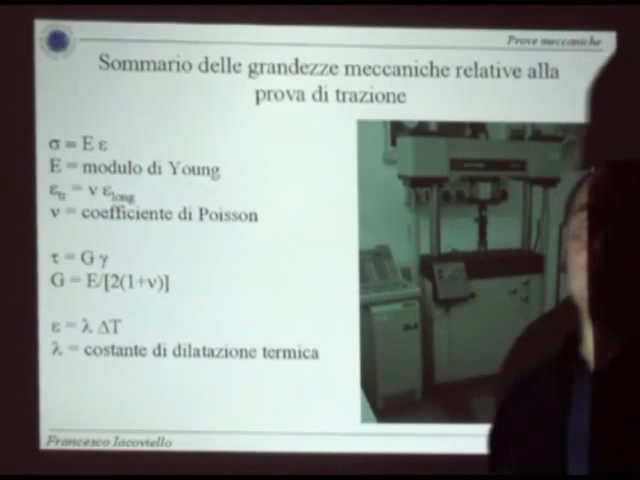 Prove meccaniche
Sommario delle grandezze meccaniche relative alla
prova di trazione
σ = E ε
E = modulo di Young
εtr = ν εlong
ν = coefficiente di Poisson
τ = G γ
G = E/[2(1+ν)]
ε = λ ΔT
λ = costante di dilatazione termica
Francesco Iacoviello